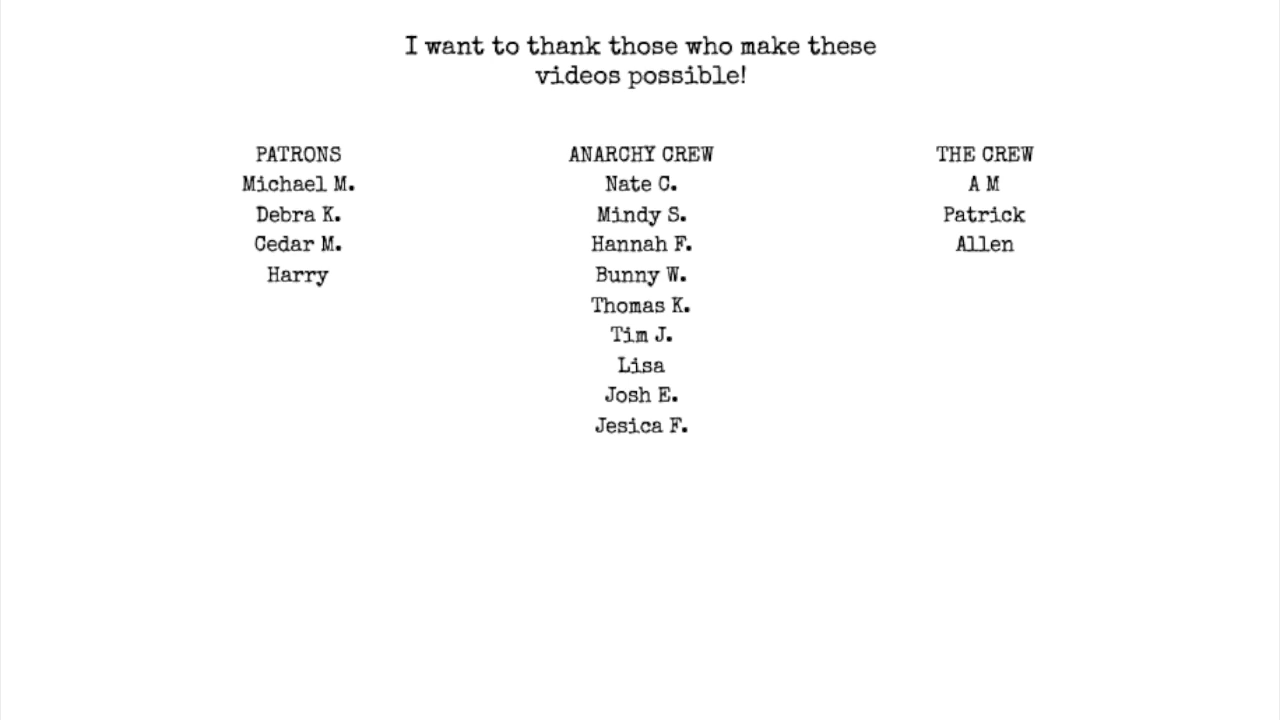 I want to thank those who make these
videos possible!
PATRONS
Michael M.
Debra K.
Cedar M.
Harry
ANARCHY CREW
Nate C.
Mindy S.
Hannah F.
Bunny W.
Thomas K.
Tim J.
Lisa
Josh E.
Jesica F.
THE CREW
A M
Patrick
Allen